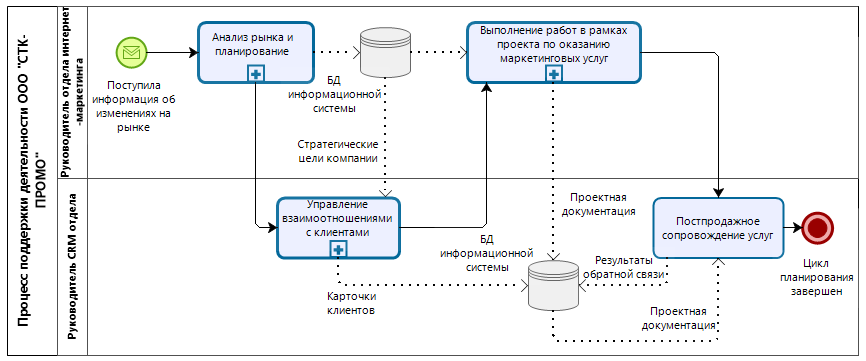 Процесс поддержки деятельности ООО "СТК-
ПРОМО"
Руководитель отдела интернет
-маркетинга
Поступила
информация об
изменениях на
рынке
Анализ рынка и
планирование
БД
информационной
системы
Выполнение работ в рамках
проекта по оказанию
маркетинговых услуг
Стратегические
цели компании
Руководитель CRM отдела
Управление
взаимоотношениями
с клиентами
Карточки
клиентов
БД
информационной
системы
Проектная
документация
Результаты
обратной связи
Проектная
документация
Постпродажное
сопровождение услуг
Цикл
планирования
завершен